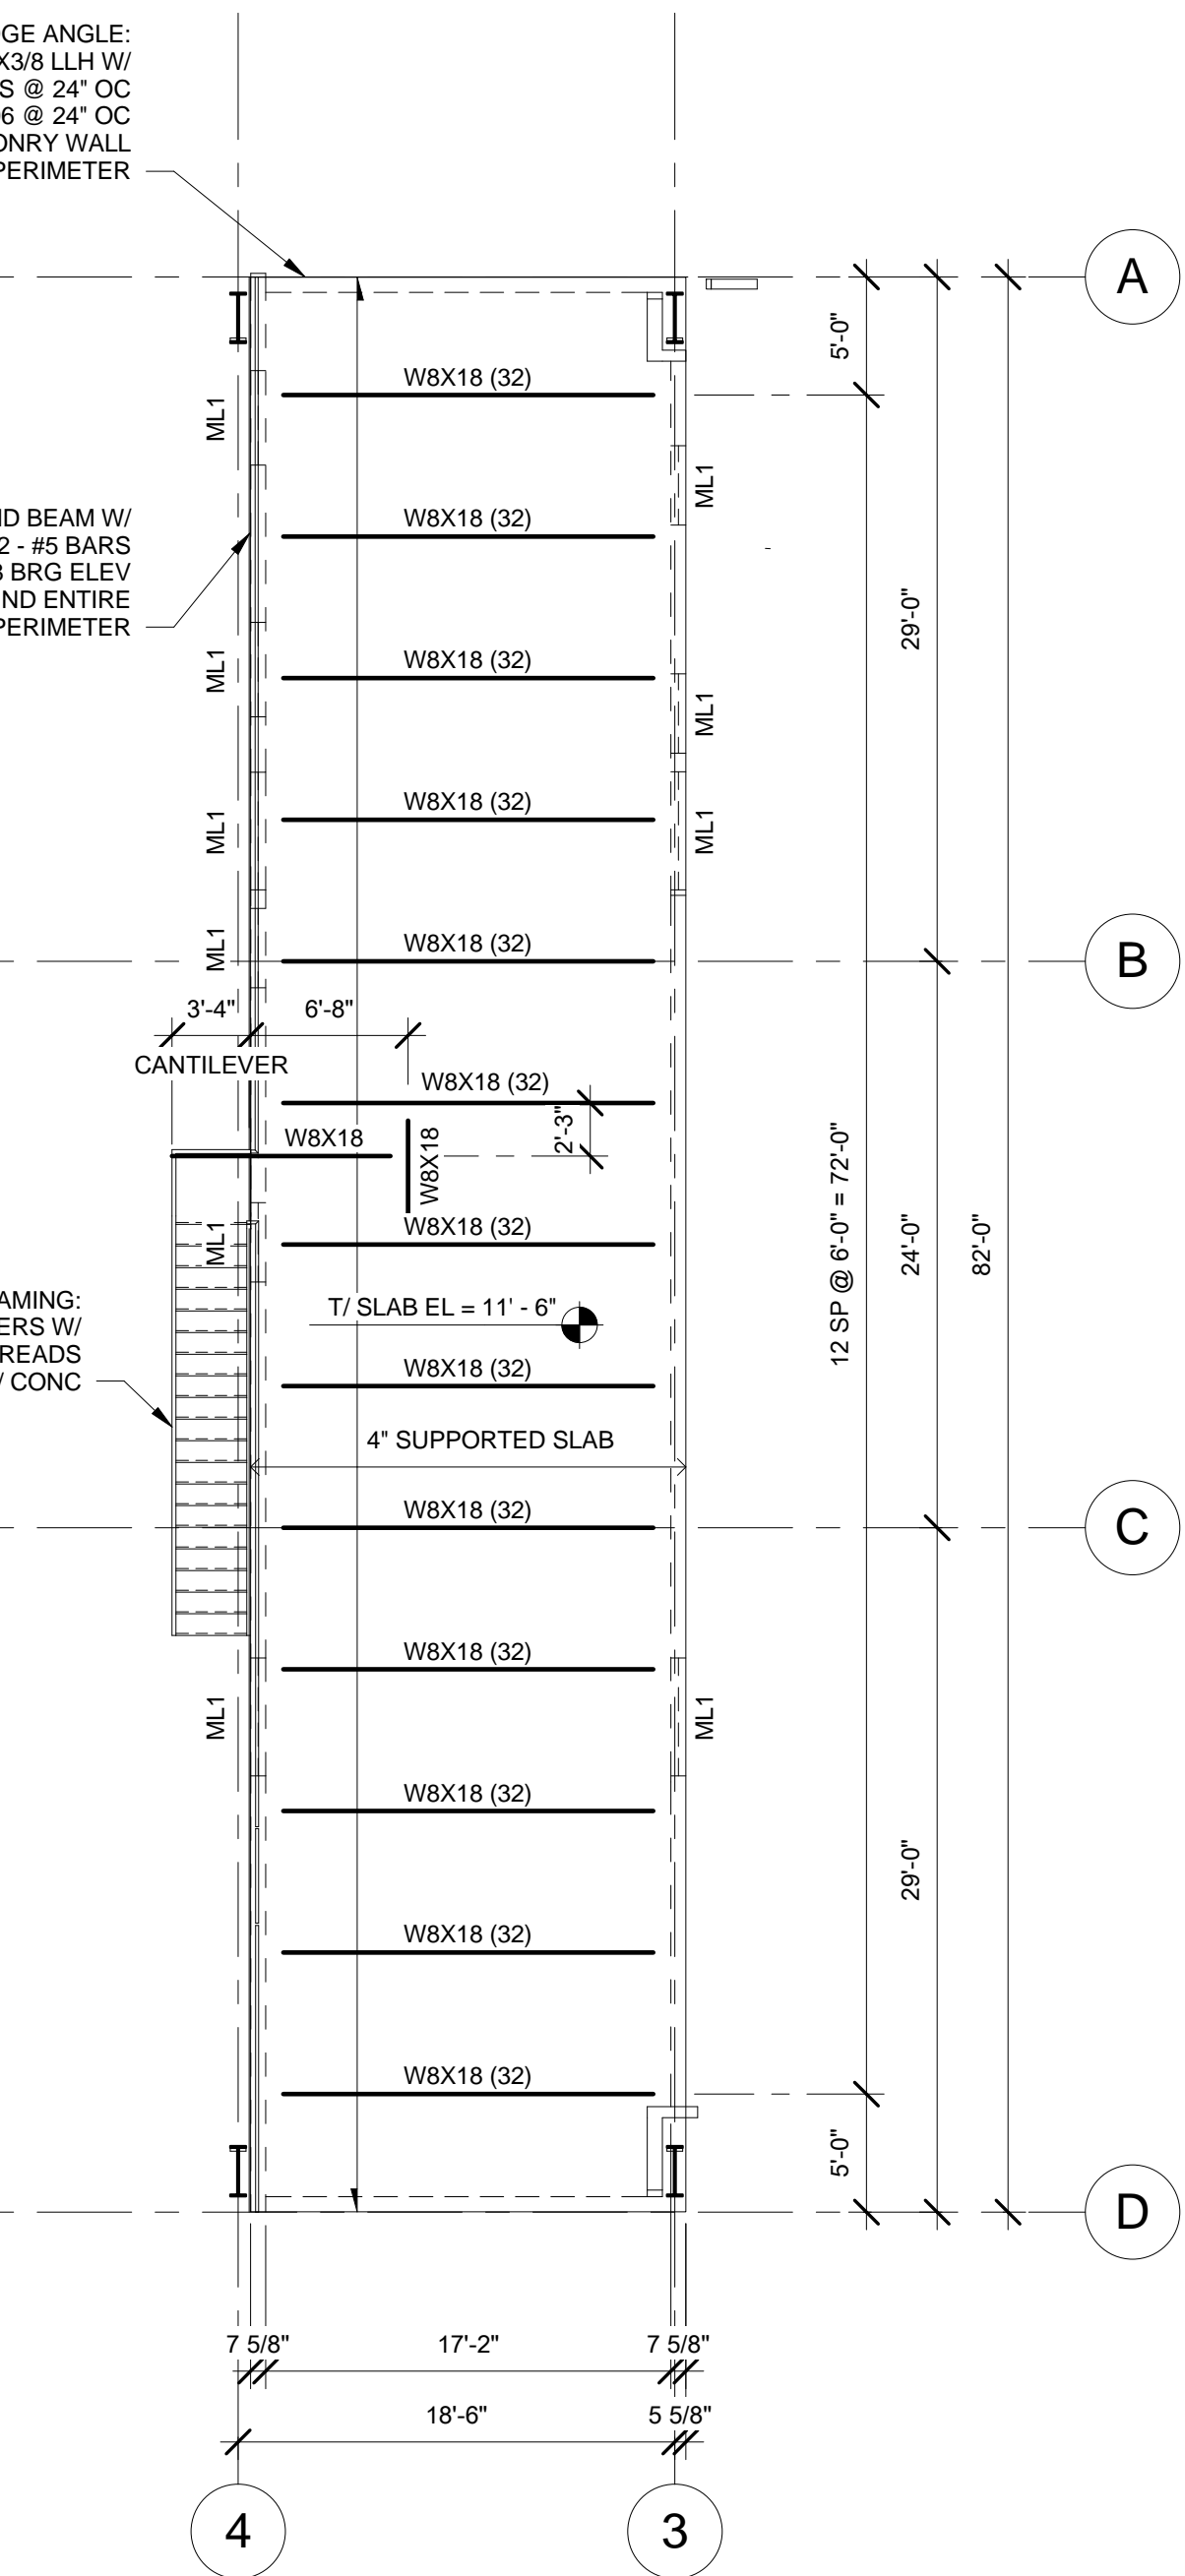 GE ANGLE:
X3/8 LLH W/
S @ 24" OC
6 @ 24" OC
ONRY WALL
PERIMETER
A
5'-0"
W8X18 (32)
ML1
ML1
W8X18 (32)
ND BEAM W/
2 - #5 BARS
BRG ELEV
ND ENTIRE
PERIMETER
29'-0"
W8X18 (32)
ML1
ML1
W8X18 (32)
ML1
ML1
W8X18 (32)
ML1
B
3'-4"
6'-8"
CANTILEVER
W8X18 (32)
2'-3"
W8X18
W8X18
12 SP @ 6'-0" = 72'-0"
24'-0"
82'-0"
W8X18 (32)
ML1
T/ SLAB EL = 11' - 6"
AMING:
ERS W/
READS
/ CONC
W8X18 (32)
4" SUPPORTED SLAB
W8X18 (32)
C
W8X18 (32)
ML1
ML1
W8X18 (32)
29'-0"
W8X18 (32)
W8X18 (32)
5'-0"
D
7 5/8"
17'-2"
7 5/8"
18'-6"
5 5/8"
4
3